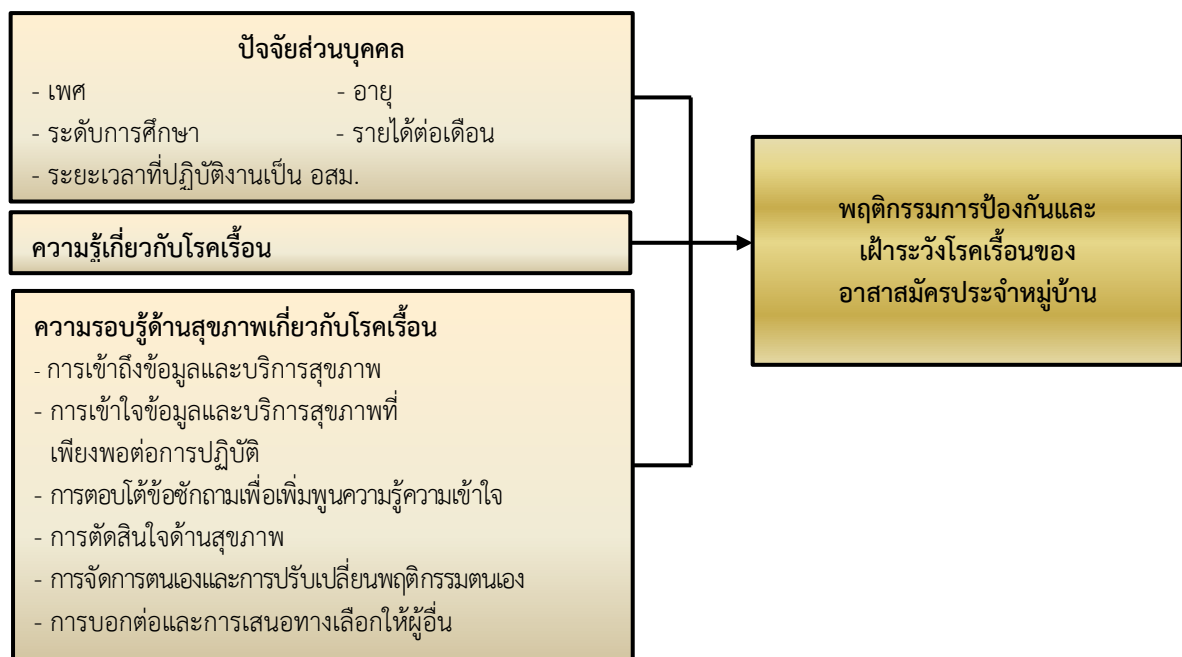 ปัจจัยส่วนบุคคล
- เพศ - อายุ
- ระดับการศึกษา - รายได้ต่อเดือน
- ระยะเวลาที่ปฏิบัติงานเป็น อสม.
ความรู้เกี่ยวกับโรคเรื้อน
ความรอบรู้ด้านสุขภาพเกี่ยวกับโรคเรื้อน
- การเข้าถึงข้อมูลและบริการสุขภาพ
- การเข้าใจข้อมูลและบริการสุขภาพที่
เพียงพอต่อการปฏิบัติ
- การตอบโต้ข้อซักถามเพื่อเพิ่มพูนความรู้ความเข้าใจ
- การตัดสินใจด้านสุขภาพ
- การจัดการตนเองและการปรับเปลี่ยนพฤติกรรมตนเอง
- การบอกต่อและการเสนอทางเลือกให้ผู้อื่น
พฤติกรรมการป้องกันและ
เฝ้าระวังโรคเรื้อนของ
อาสาสมัครประจำหมู่บ้าน